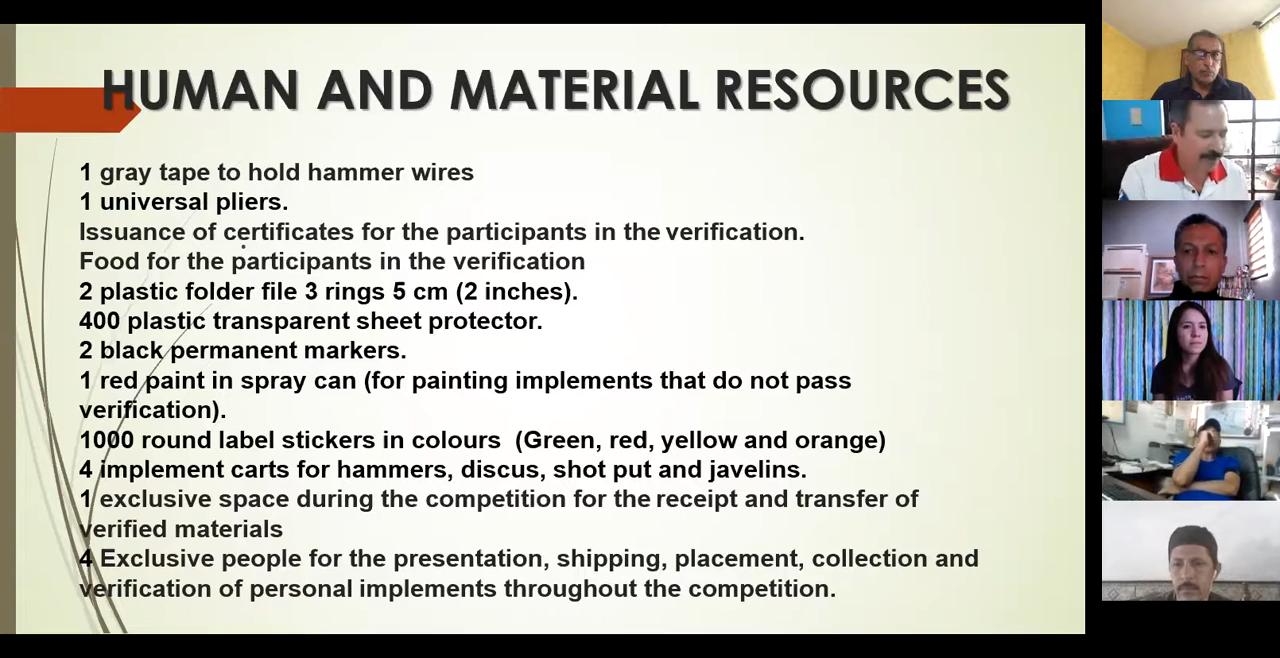 HUMAN AND MATERIAL RESOURCES
1 gray tape to hold hammer wires
1 universal pliers.
Issuance of certificates for the participants in the verification.
Food for the participants in the verification
2 plastic folder file 3 rings 5 cm (2 inches).
400 plastic transparent sheet protector.
2 black permanent markers.
1 red paint in spray can (for painting implements that do not pass
verification).
1000 round label stickers in colours (Green, red, yellow and orange)
4 implement carts for hammers, discus, shot put and javelins.
1 exclusive space during the competition for the receipt and transfer of
verified materials
4 Exclusive people for the presentation, shipping, placement, collection and
verification of personal implements throughout the competition.